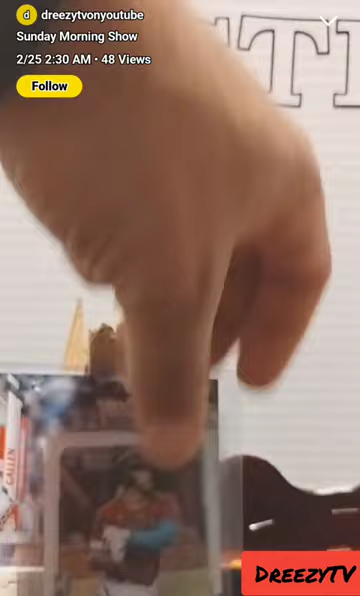 d dreezytvonyoutube
Sunday Morning Show
2/25 2:30 AM • 48 Views
Follow
DREEZYTV